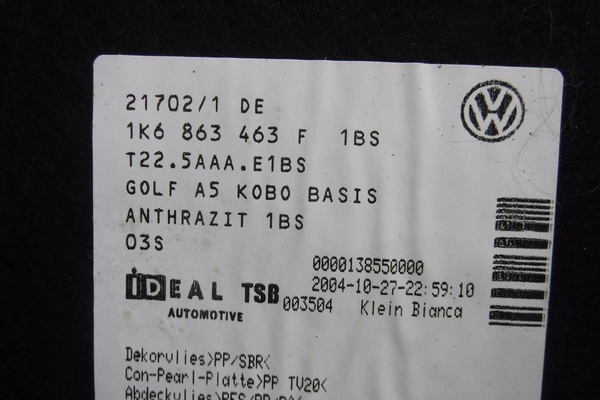 21702/1 DE
1K6 863 463 F 1BS
T22.5AAA.E1BS
GOLF A5 KOBO BASIS
ANTHRAZIT 1BS
03S
0000138550000
2004-10-27-22:59:10
003504 Klein Bianca
iDEAL TSB
AUTOMOTIVE
Dekorvlies>PP/SBR<
Con-Pearl-Platte>PP TV20<
VW